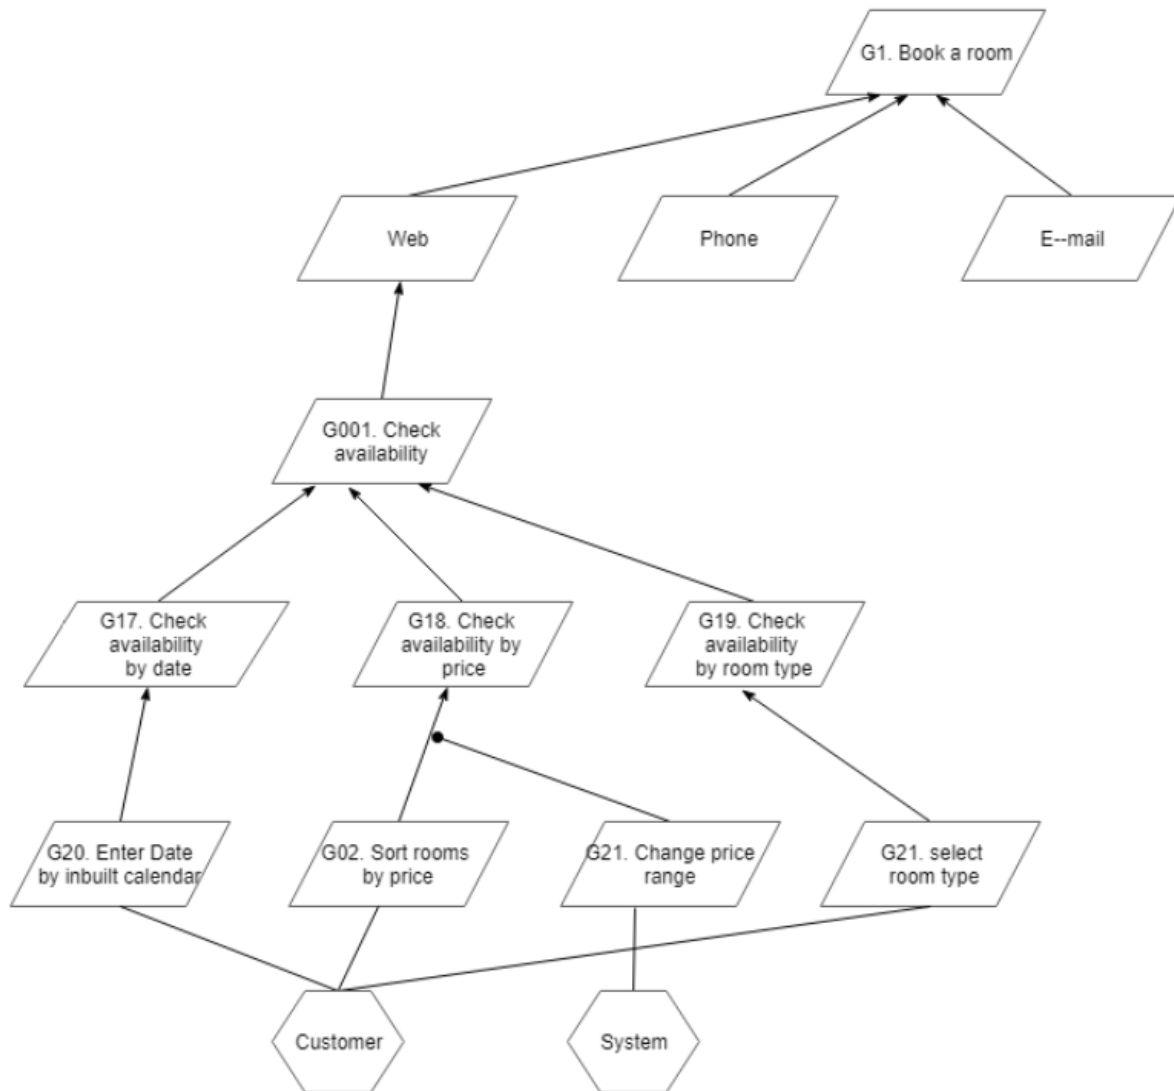 G1. Book a room
Web
Phone
E--mail
G001. Check
availability
G17. Check
availability
by date
G18. Check
availability by
price
G19. Check
availability
by room type
G20. Enter Date
by inbuilt calendar
G02. Sort rooms
by price
G21. Change price
range
G21. select
room type
Customer
System